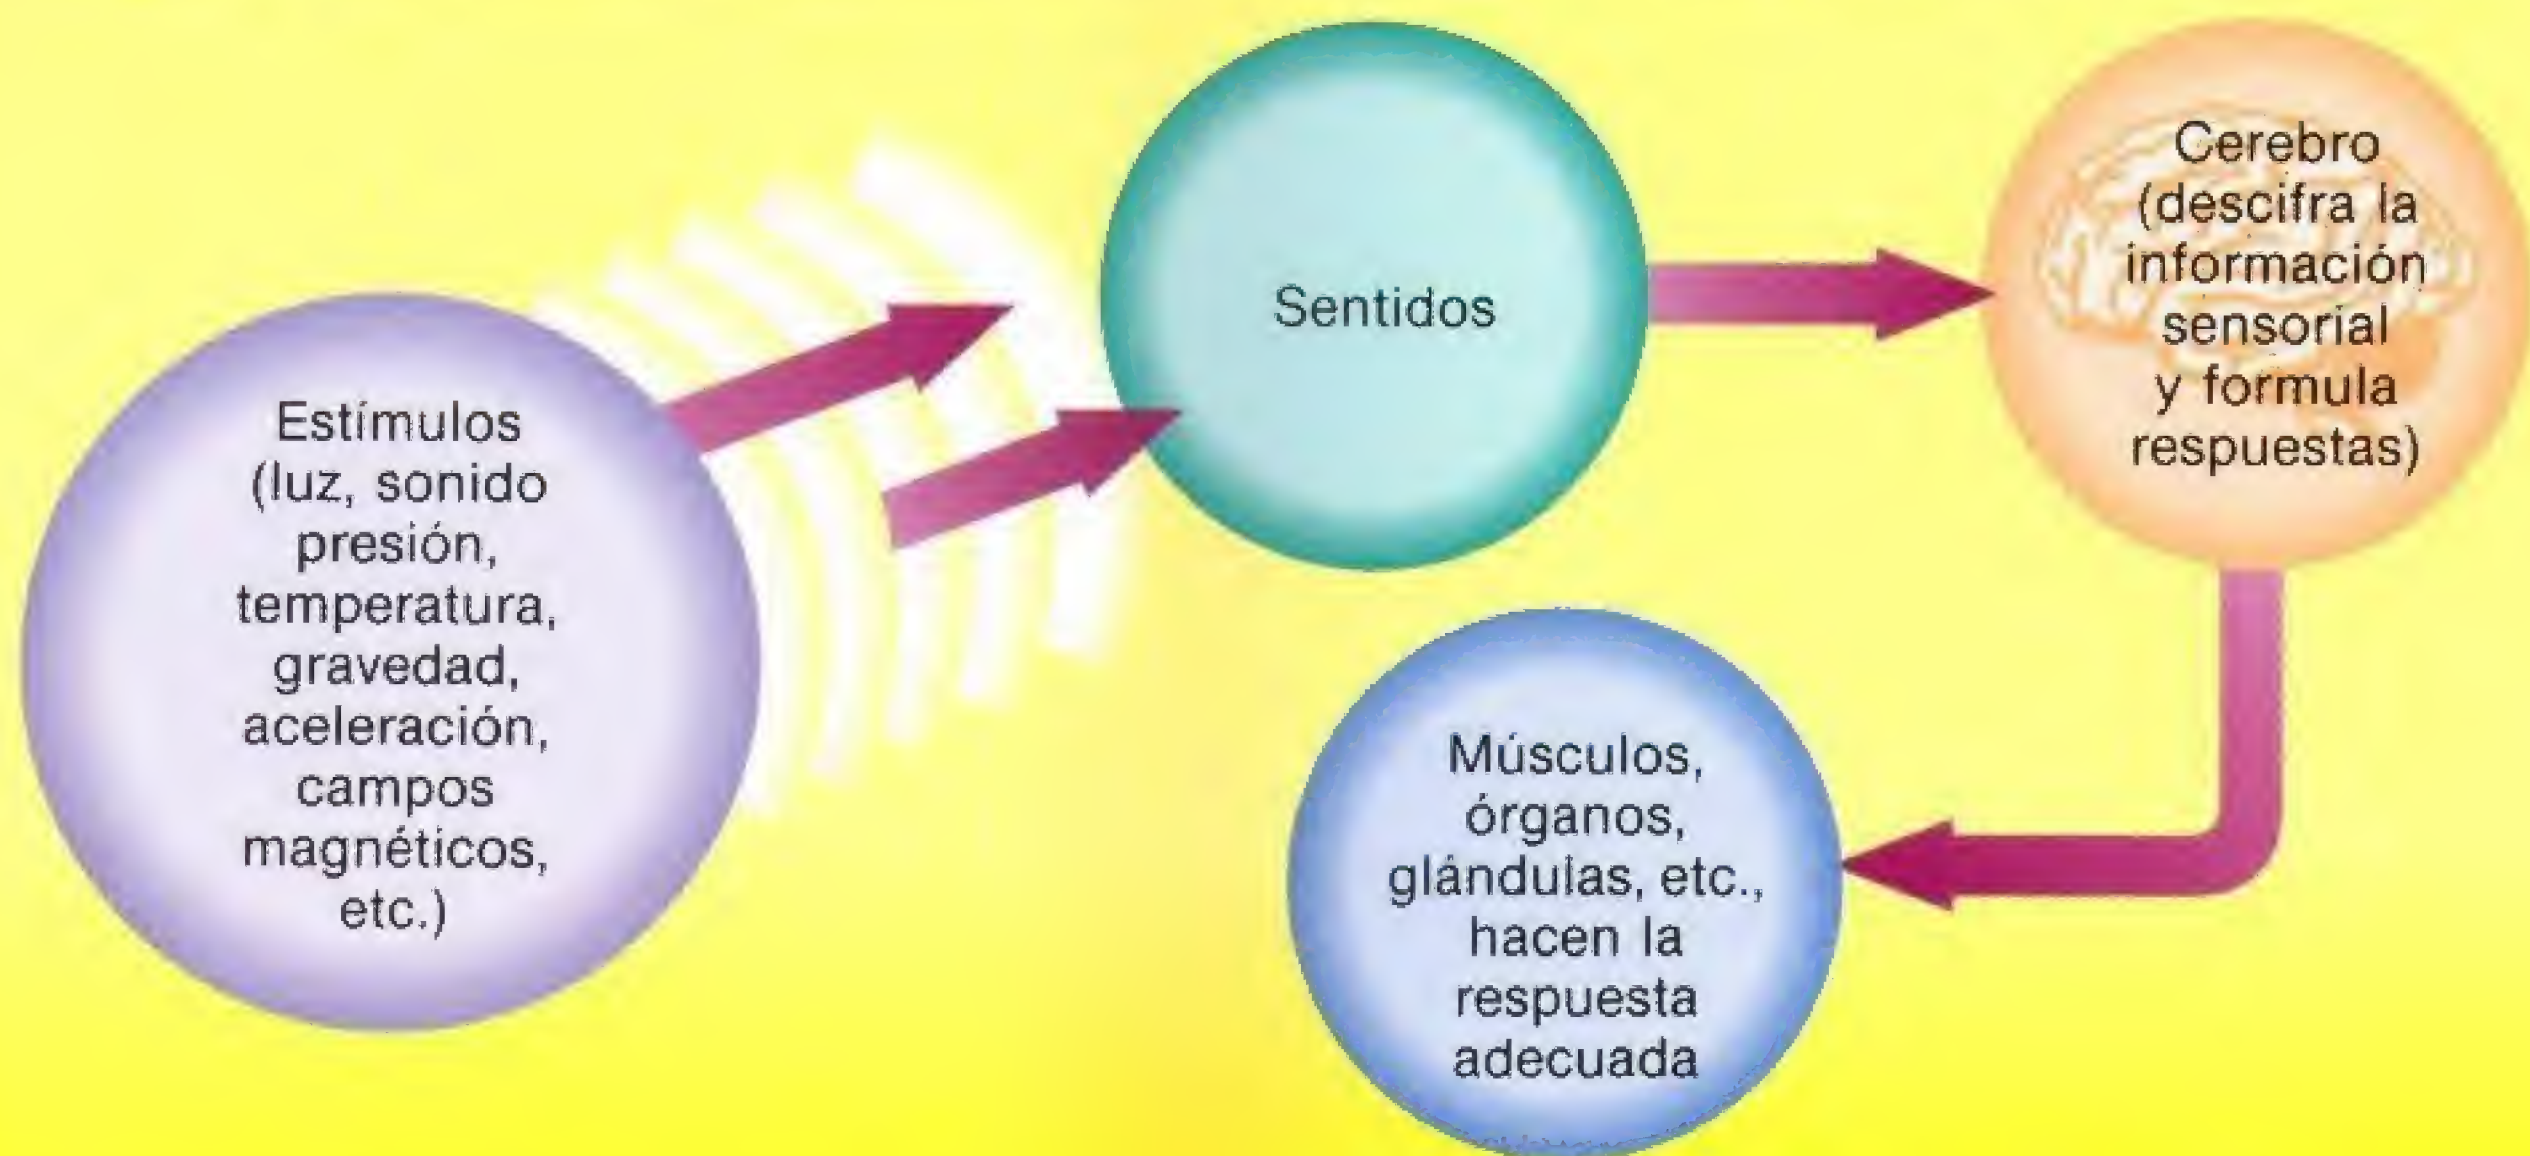 Estímulos
(luz, sonido
presión,
temperatura,
gravedad,
aceleración,
campos
magnéticos,
etc.)
Sentidos
Cerebro
(descifra la
información
sensorial
y formula
respuestas)
Músculos,
órganos,
glándulas, etc.,
hacen la
respuesta
adecuada